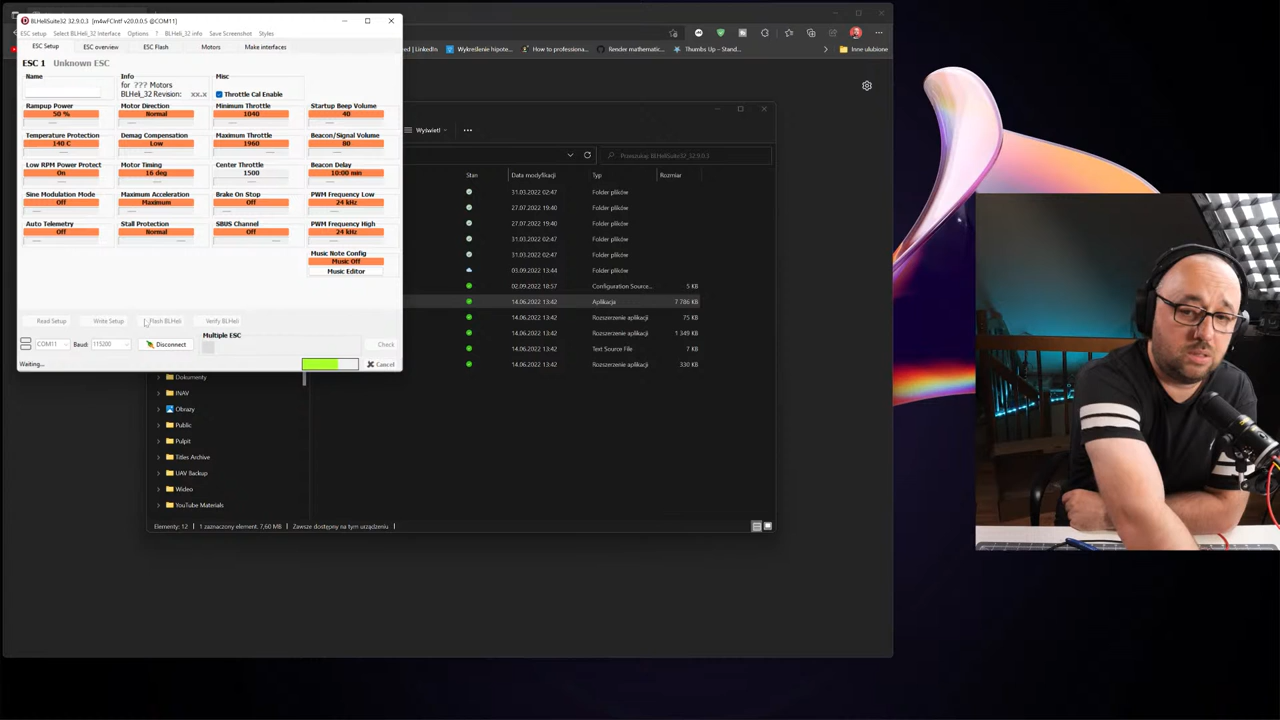 BLHeliSuite32 32.9.0.3 [m4wFCIntf v20.0.0.5 @COM11]
ESC setup Select BLHeli_32 Interface Options ? BLHeli_32 info Save Screenshot Styles
ESC Setup ESC overview ESC Flash Motors Make interfaces
ESC 1 Unknown ESC
Name Info Misc
for ??? Motors
BLHeli_32 Revision: xx.x Throttle Cal Enable
Rampup Power Motor Direction Minimum Throttle Startup Beep Volume
50 % Normal 1040 40
Temperature Protection Demag Compensation Maximum Throttle Beacon/Signal Volume
140 C Low 1960 80
Low RPM Power Protect Motor Timing Center Throttle Beacon Delay
On 16 deg 1500 10:00 min
Sine Modulation Mode Maximum Acceleration Brake On Stop PWM Frequency Low
Off Maximum Off 24 kHz
Auto Telemetry Stall Protection SBUS Channel PWM Frequency High
Off Normal Off 24 kHz
Music Note Config
Music Off
Music Editor
Read Setup Write Setup Flash BLHeli Verify BLHeli
Multiple ESC
COM11 Baud: 115200 Disconnect Check
Waiting... Cancel
LinkedIn Wykreślenie hipote... How to professiona... Render mathematic... Thumbs Up - Stand... Inne ulubione
Wyświetl
Przeszukaj: BLHeliSuite32_32.9.0.3
Stan Data modyfikacji Typ Rozmiar
31.03.2022 02:47 Folder plików
27.07.2022 19:40 Folder plików
27.07.2022 19:40 Folder plików
31.03.2022 02:47 Folder plików
31.03.2022 02:47 Folder plików
03.09.2022 13:44 Folder plików
02.09.2022 18:57 Configuration Source... 5 KB
14.06.2022 13:42 Aplikacja 7 786 KB
14.06.2022 13:42 Rozszerzenie aplikacji 75 KB
14.06.2022 13:42 Rozszerzenie aplikacji 1 349 KB
14.06.2022 13:42 Text Source File 7 KB
14.06.2022 13:42 Rozszerzenie aplikacji 330 KB
Dokumenty
INAV
Obrazy
Public
Pulpit
Titles Archive
UAV Backup
Wideo
YouTube Materials
Elementy: 12 1 zaznaczony element. 7,60 MB Zawsze dostępny na tym urządzeniu